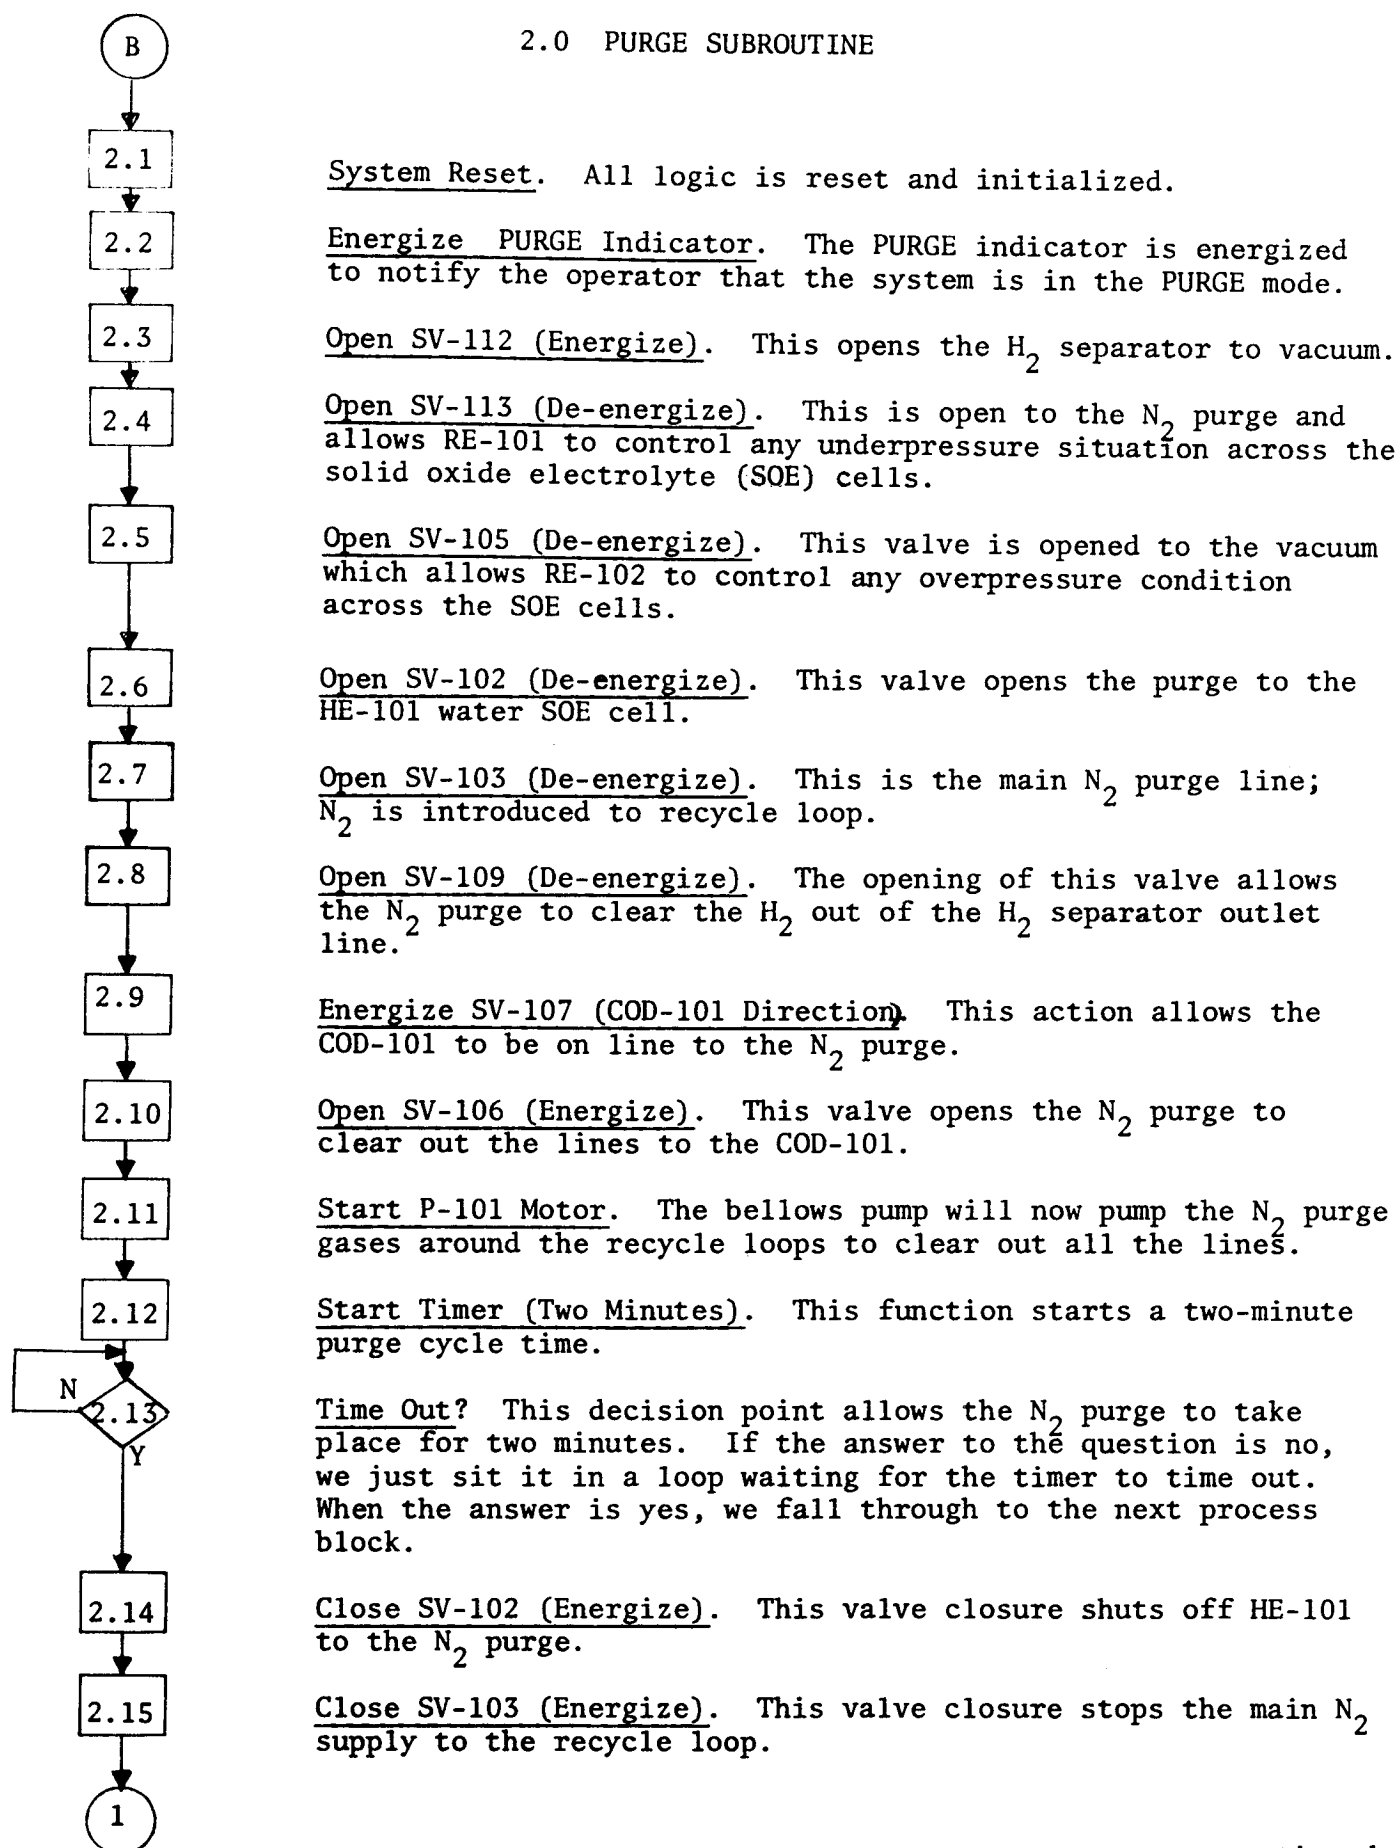 B
2.0 PURGE SUBROUTINE
2.1
System Reset. All logic is reset and initialized.
2.2
Energize PURGE Indicator. The PURGE indicator is energized
to notify the operator that the system is in the PURGE mode.
2.3
Open SV-112 (Energize). This opens the H2 separator to vacuum.
2.4
Open SV-113 (De-energize). This is open to the N2 purge and
allows RE-101 to control any underpressure situation across the
solid oxide electrolyte (SOE) cells.
2.5
Open SV-105 (De-energize). This valve is opened to the vacuum
which allows RE-102 to control any overpressure condition
across the SOE cells.
2.6
Open SV-102 (De-energize). This valve opens the purge to the
HE-101 water SOE cell.
2.7
Open SV-103 (De-energize). This is the main N2 purge line;
N2 is introduced to recycle loop.
2.8
Open SV-109 (De-energize). The opening of this valve allows
the N2 purge to clear the H2 out of the H2 separator outlet
line.
2.9
Energize SV-107 (COD-101 Direction). This action allows the
COD-101 to be on line to the N2 purge.
2.10
Open SV-106 (Energize). This valve opens the N2 purge to
clear out the lines to the COD-101.
2.11
Start P-101 Motor. The bellows pump will now pump the N2 purge
gases around the recycle loops to clear out all the lines.
2.12
Start Timer (Two Minutes). This function starts a two-minute
purge cycle time.
N
2.13
Y
Time Out? This decision point allows the N2 purge to take
place for two minutes. If the answer to the question is no,
we just sit it in a loop waiting for the timer to time out.
When the answer is yes, we fall through to the next process
block.
2.14
Close SV-102 (Energize). This valve closure shuts off HE-101
to the N2 purge.
2.15
Close SV-103 (Energize). This valve closure stops the main N2
supply to the recycle loop.
1